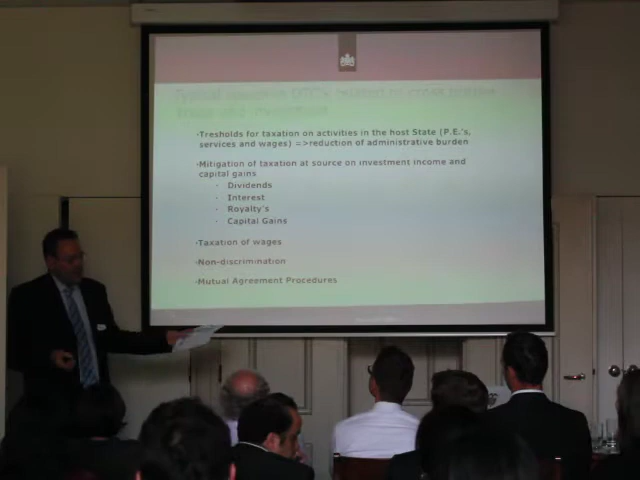 ·Tresholds for taxation on activities in the host State (P.E.'s,
services and wages) =>reduction of administrative burden
·Mitigation of taxation at source on investment income and
capital gains
· Dividends
· Interest
· Royalty's
· Capital Gains
·Taxation of wages
·Non-discrimination
·Mutual Agreement Procedures